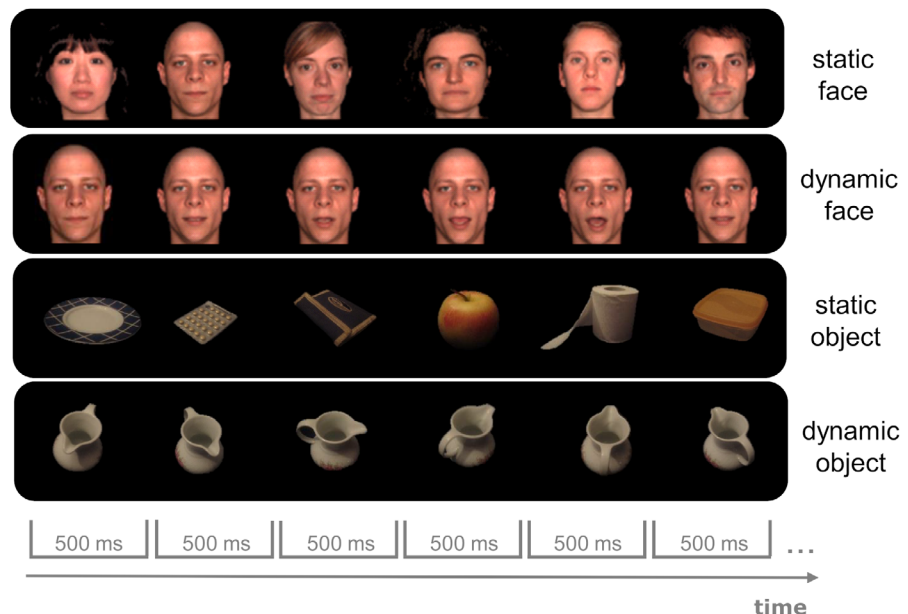 static
face
dynamic
face
static
object
dynamic
object
500 ms 500 ms 500 ms 500 ms 500 ms 500 ms ...
time